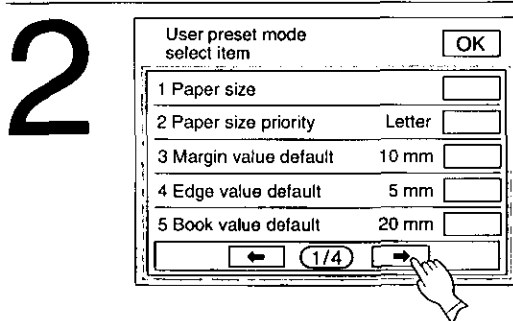 2
User preset mode
select item
OK
1 Paper size
2 Paper size priority Letter
3 Margin value default 10 mm
4 Edge value default 5 mm
5 Book value default 20 mm
← 1/4 →